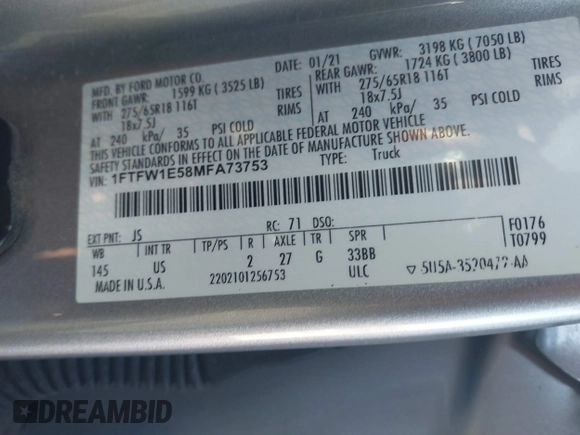 MFD. BY FORD MOTOR CO.
DATE: 01/21 GVWR: 3198 KG ( 7050 LB)
FRONT GAWR: 1599 KG ( 3525 LB) REAR GAWR: 1724 KG ( 3800 LB)
WITH 275/65R18 116T TIRES WITH 275/65R18 116T TIRES
18x7.5J RIMS 18x7.5J RIMS
AT 240 kPa/ 35 PSI COLD AT 240 kPa/ 35 PSI COLD
THIS VEHICLE CONFORMS TO ALL APPLICABLE FEDERAL MOTOR VEHICLE
SAFETY STANDARDS IN EFFECT ON THE DATE OF MANUFACTURE SHOWN ABOVE.
VIN: 1FTFW1E58MFA73753 TYPE: Truck
EXT PNT: JS RC: 71 DSO: F0176
WB INT TR TP/PS R AXLE TR SPR T0799
145 US 2 27 G 33BB
MADE IN U.S.A. 2202101256753 ULC
DREAMBID